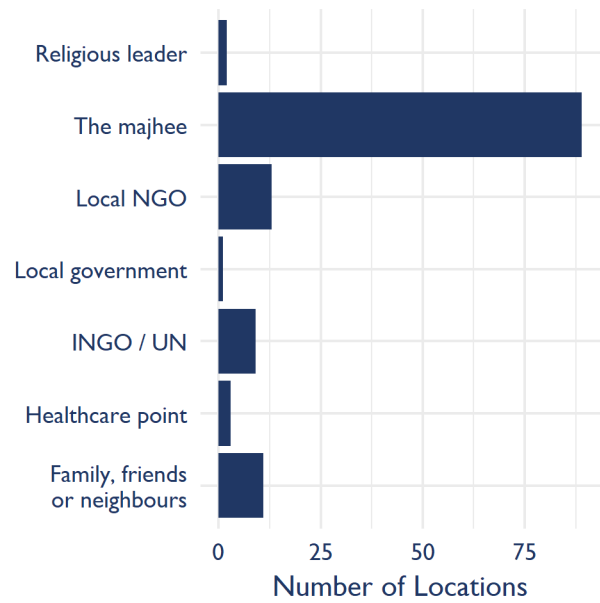 Religious leader
The majhee
Local NGO
Local government
INGO / UN
Healthcare point
Family, friends
or neighbours
0 25 50 75
Number of Locations